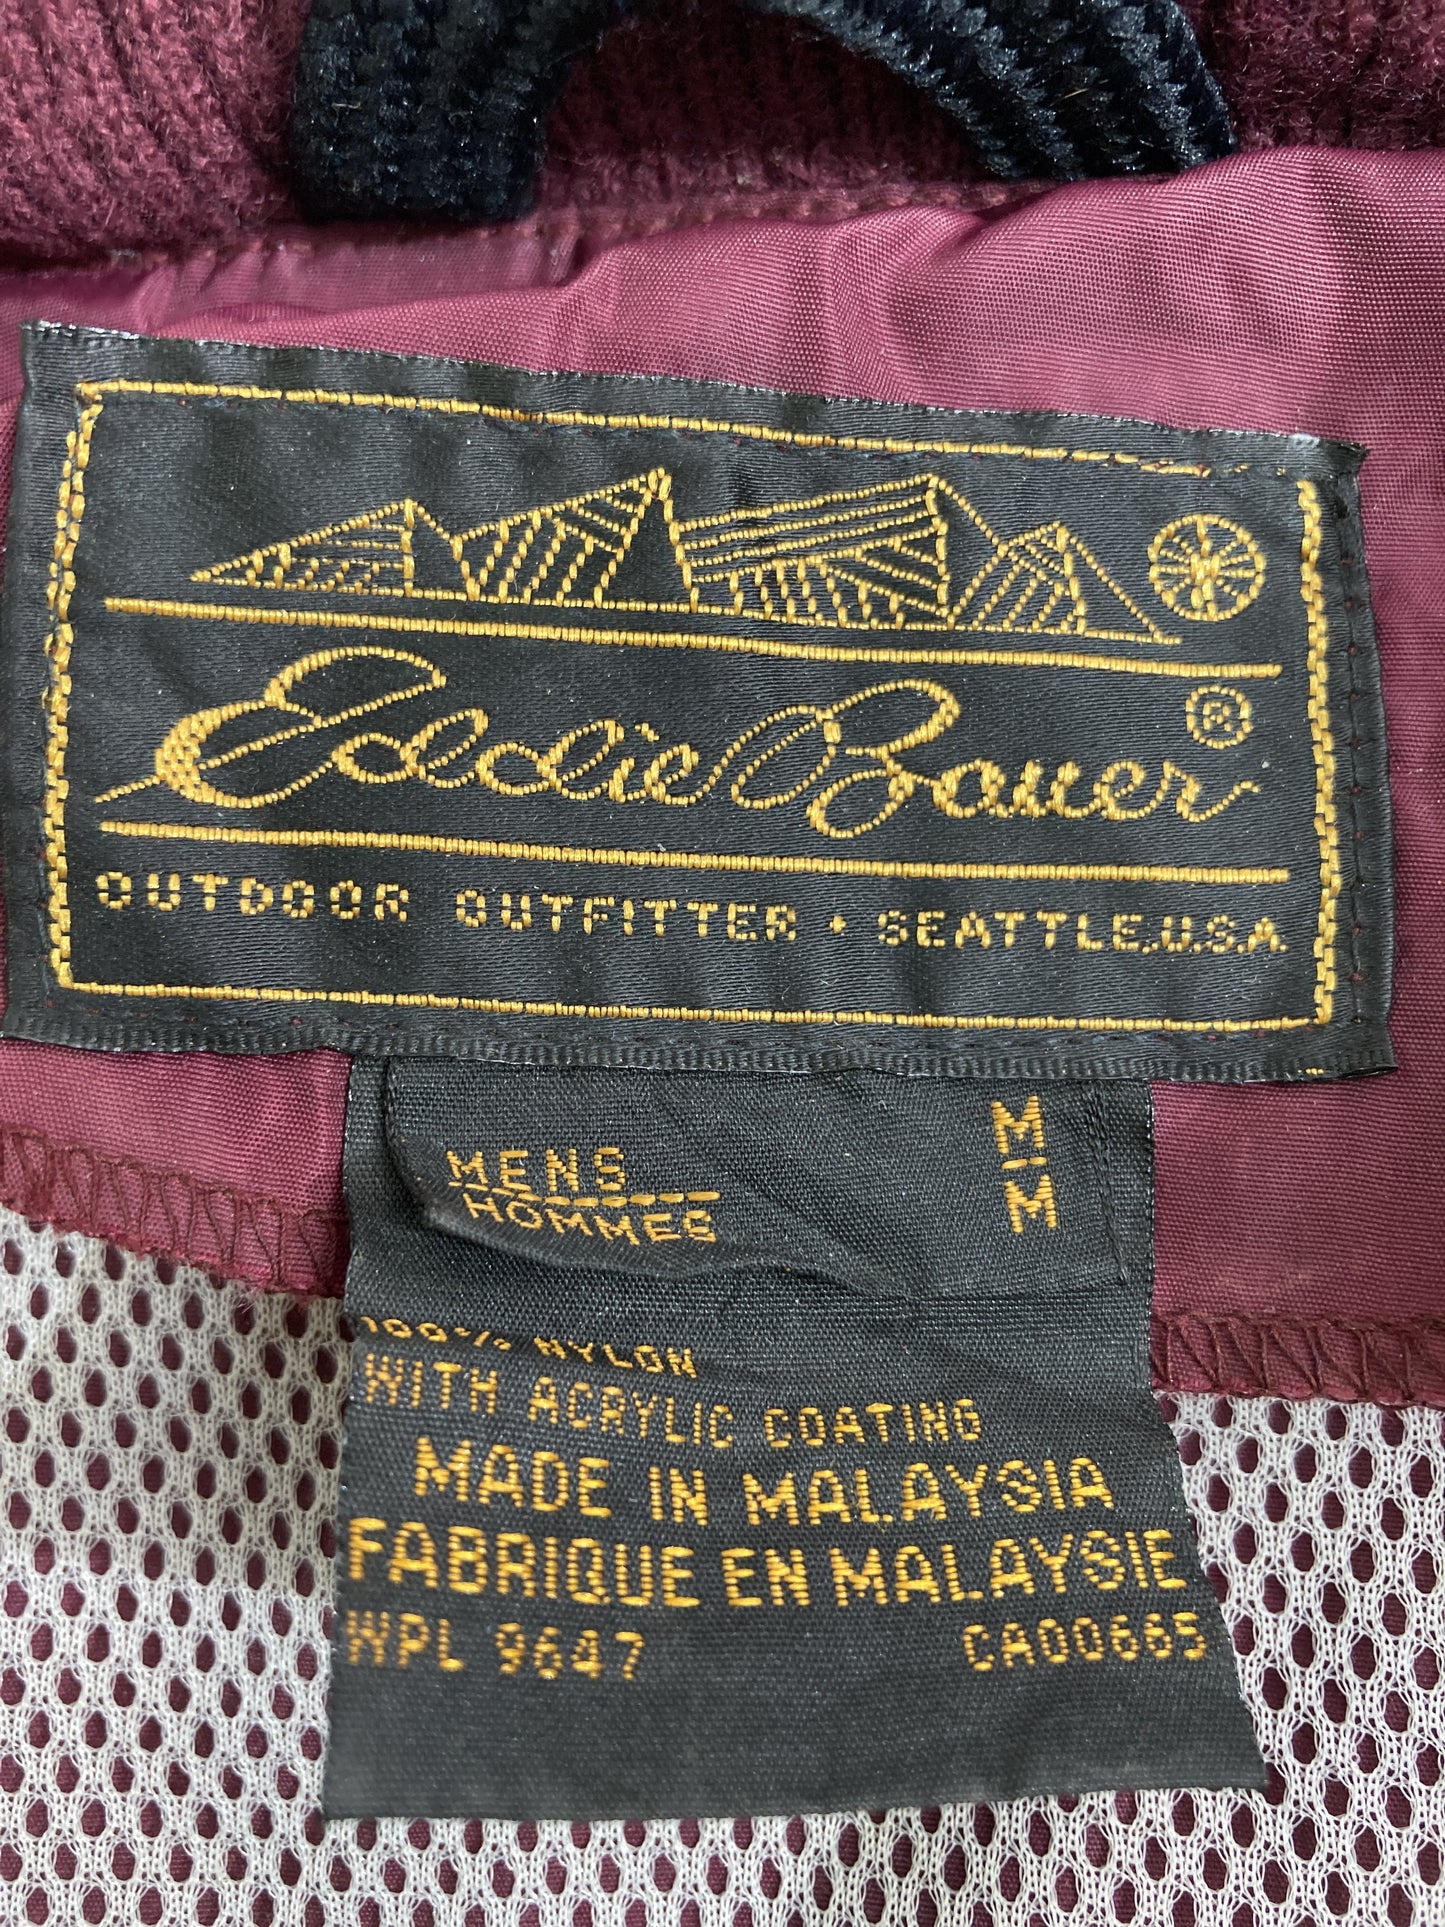 Eddie Bauer ®
OUTDOOR OUTFITTER • SEATTLE, U.S.A.
MENS M
HOMMES M
100% NYLON
WITH ACRYLIC COATING
MADE IN MALAYSIA
FABRIQUE EN MALAYSIE
WPL 9647 CA00665